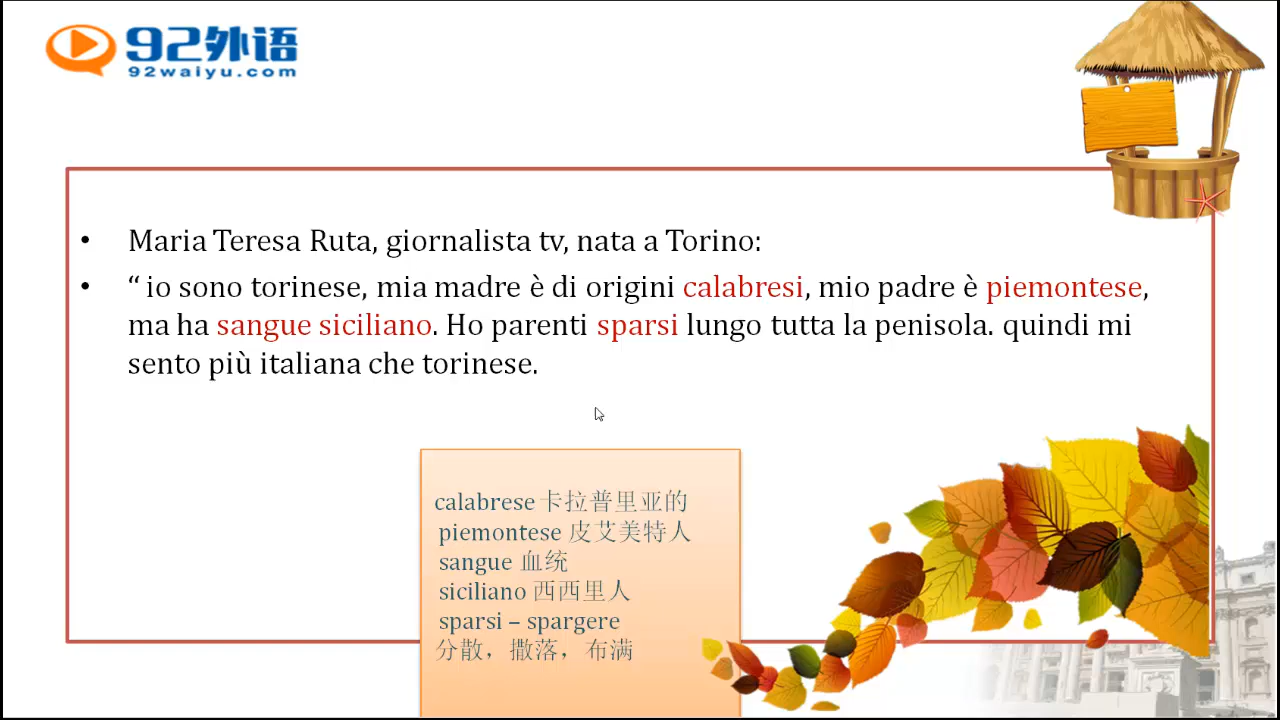 92外语
92waiyu.com
• Maria Teresa Ruta, giornalista tv, nata a Torino:
• “ io sono torinese, mia madre è di origini calabresi, mio padre è piemontese,
ma ha sangue siciliano. Ho parenti sparsi lungo tutta la penisola. quindi mi
sento più italiana che torinese.
calabrese 卡拉普里亚的
piemontese 皮艾美特人
sangue 血统
siciliano 西西里人
sparsi – spargere
分散，撒落，布满